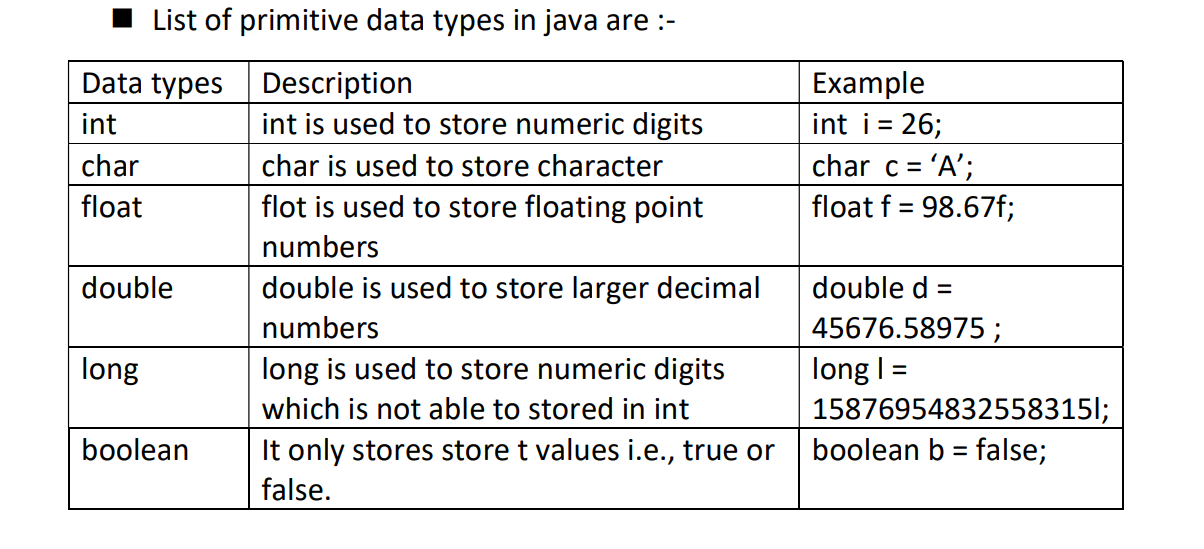 ■ List of primitive data types in java are :-
Data types Description Example
int int is used to store numeric digits int i = 26;
char char is used to store character char c = ‘A’;
float flot is used to store floating point float f = 98.67f;
numbers
double double is used to store larger decimal double d =
numbers 45676.58975 ;
long long is used to store numeric digits long l =
which is not able to stored in int 15876954832558315l;
boolean It only stores store t values i.e., true or boolean b = false;
false.